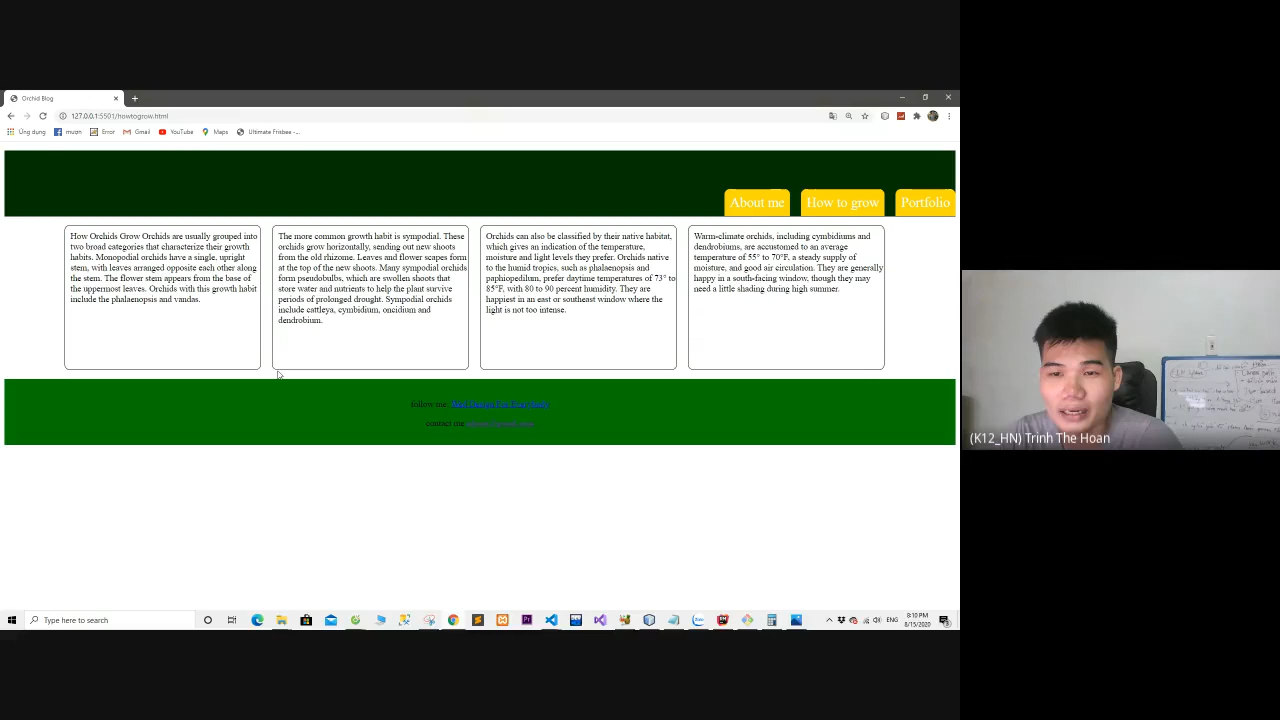 Orchid Blog
127.0.0.1:5501/howtogrow.html
Ứng dụng mượn Error Gmail YouTube Maps Ultimate Frisbee -...
About me How to grow Portfolio
How Orchids Grow Orchids are usually grouped into
two broad categories that characterize their growth
habits. Monopodial orchids have a single, upright
stem, with leaves arranged opposite each other along
the stem. The flower stem appears from the base of
the uppermost leaves. Orchids with this growth habit
include the phalaenopsis and vandas.
The more common growth habit is sympodial. These
orchids grow horizontally, sending out new shoots
from the old rhizome. Leaves and flower scapes form
at the top of the new shoots. Many sympodial orchids
form pseudobulbs, which are swollen shoots that
store water and nutrients to help the plant survive
periods of prolonged drought. Sympodial orchids
include cattleya, cymbidium, oncidium and
dendrobium.
Orchids can also be classified by their native habitat,
which gives an indication of the temperature,
moisture and light levels they prefer. Orchids native
to the humid tropics, such as phalaenopsis and
paphiopedilum, prefer daytime temperatures of 73° to
85°F, with 80 to 90 percent humidity. They are
happiest in an east or southeast window where the
light is not too intense.
Warm-climate orchids, including cymbidiums and
dendrobiums, are accustomed to an average
temperature of 55° to 70°F, a steady supply of
moisture, and good air circulation. They are generally
happy in a south-facing window, though they may
need a little shading during high summer.
follow me: Web Design For Everybody
contact me
(K12_HN) Trinh The Hoan
Type here to search
ENG
8:10 PM
8/15/2020